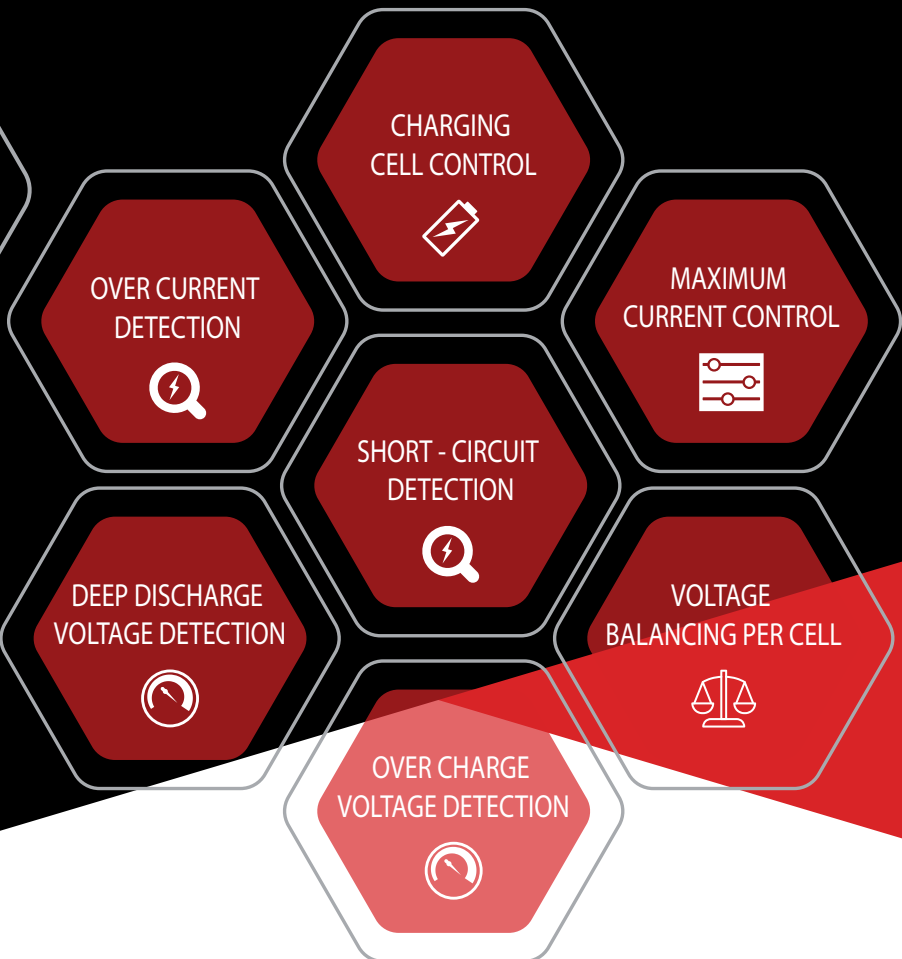 CHARGING
CELL CONTROL
OVER CURRENT
DETECTION
MAXIMUM
CURRENT CONTROL
SHORT - CIRCUIT
DETECTION
DEEP DISCHARGE
VOLTAGE DETECTION
VOLTAGE
BALANCING PER CELL
OVER CHARGE
VOLTAGE DETECTION